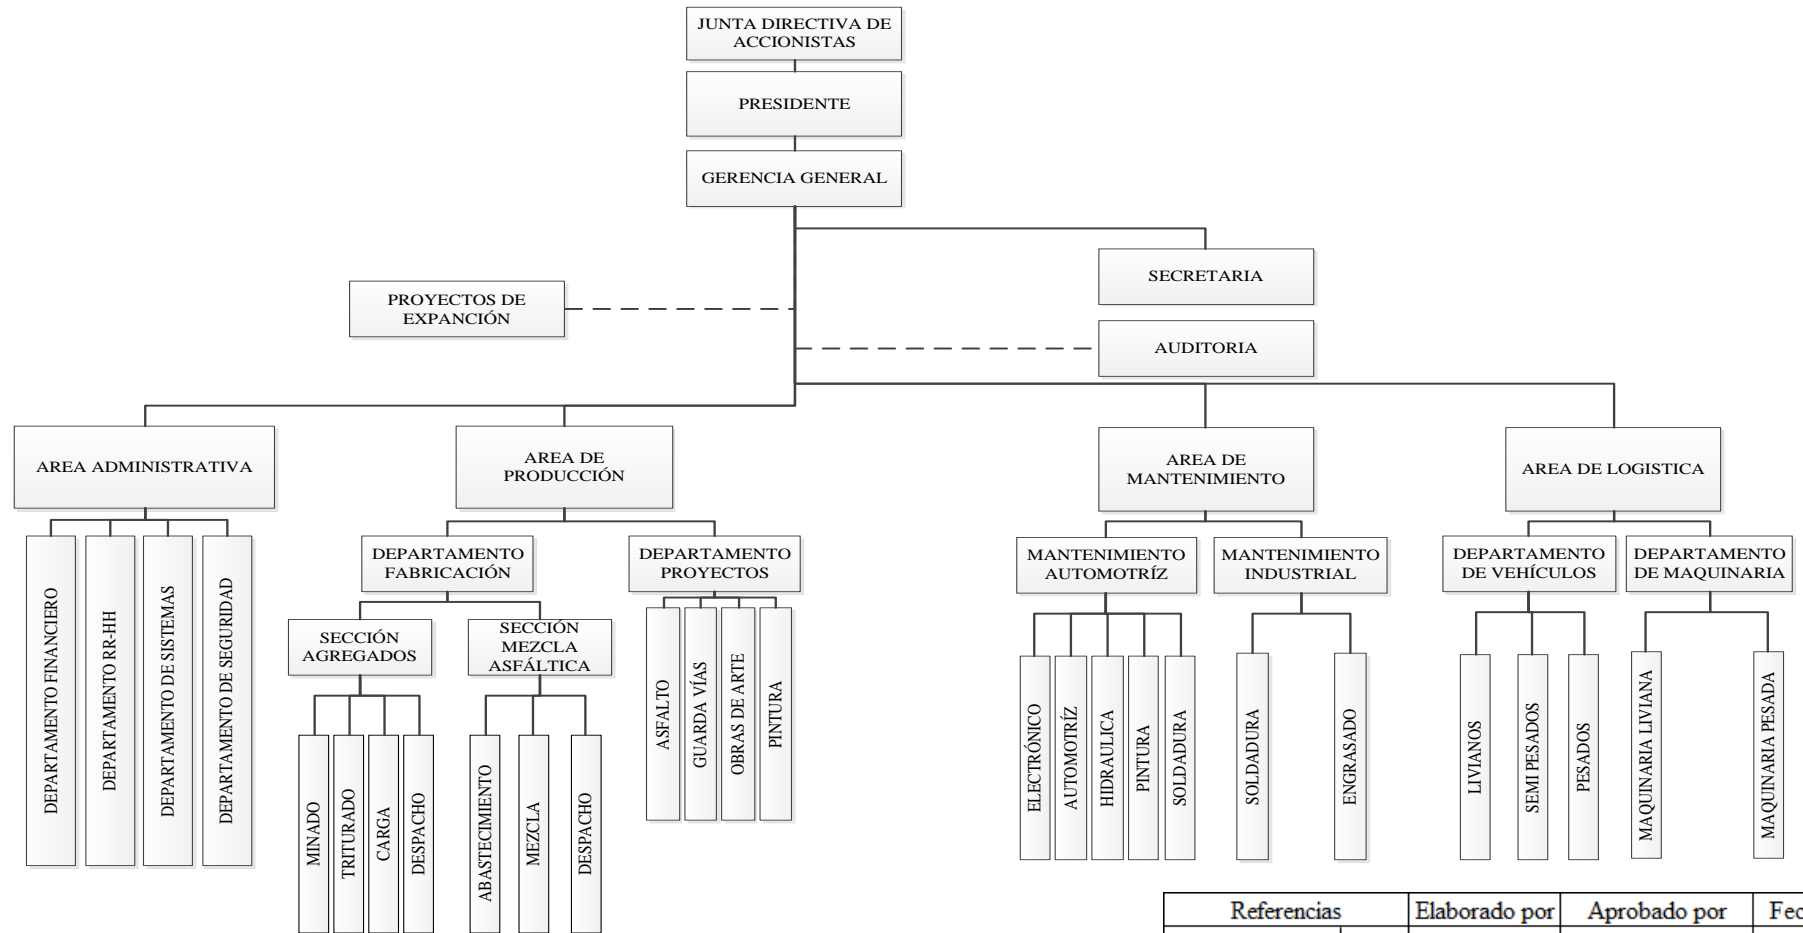 JUNTA DIRECTIVA DE
ACCIONISTAS
PRESIDENTE
GERENCIA GENERAL
SECRETARIA
PROYECTOS DE
EXPANCIÓN
AUDITORIA
AREA ADMINISTRATIVA
AREA DE
PRODUCCIÓN
AREA DE
MANTENIMIENTO
AREA DE LOGISTICA
DEPARTAMENTO FINANCIERO
DEPARTAMENTO RR-HH
DEPARTAMENTO DE SISTEMAS
DEPARTAMENTO DE SEGURIDAD
DEPARTAMENTO
FABRICACIÓN
DEPARTAMENTO
PROYECTOS
MANTENIMIENTO
AUTOMOTRÍZ
MANTENIMIENTO
INDUSTRIAL
DEPARTAMENTO
DE VEHÍCULOS
DEPARTAMENTO
DE MAQUINARIA
SECCIÓN
AGREGADOS
SECCIÓN
MEZCLA
ASFÁLTICA
ASFALTO
GUARDA VÍAS
OBRAS DE ARTE
PINTURA
MINADO
TRITURADO
CARGA
DESPACHO
ABASTECIMIENTO
MEZCLA
DESPACHO
ELECTRÓNICO
AUTOMOTRÍZ
HIDRAULICA
PINTURA
SOLDADURA
SOLDADURA
ENGRASADO
LIVIANOS
SEMI PESADOS
PESADOS
MAQUINARIA LIVIANA
MAQUINARIA PESADA
Referencias
Elaborado por
Aprobado por
Fec